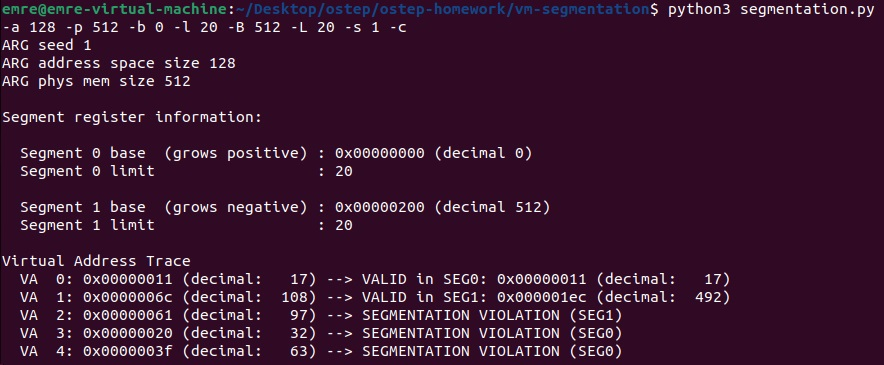 emre@emre-virtual-machine:~/Desktop/ostep/ostep-homework/vm-segmentation$ python3 segmentation.py
-a 128 -p 512 -b 0 -l 20 -B 512 -L 20 -s 1 -c
ARG seed 1
ARG address space size 128
ARG phys mem size 512
Segment register information:
Segment 0 base  (grows positive) : 0x00000000 (decimal 0)
Segment 0 limit                  : 20
Segment 1 base  (grows negative) : 0x00000200 (decimal 512)
Segment 1 limit                  : 20
Virtual Address Trace
VA  0: 0x00000011 (decimal:   17) --> VALID in SEG0: 0x00000011 (decimal:   17)
VA  1: 0x0000006c (decimal:  108) --> VALID in SEG1: 0x000001ec (decimal:  492)
VA  2: 0x00000061 (decimal:   97) --> SEGMENTATION VIOLATION (SEG1)
VA  3: 0x00000020 (decimal:   32) --> SEGMENTATION VIOLATION (SEG0)
VA  4: 0x0000003f (decimal:   63) --> SEGMENTATION VIOLATION (SEG0)